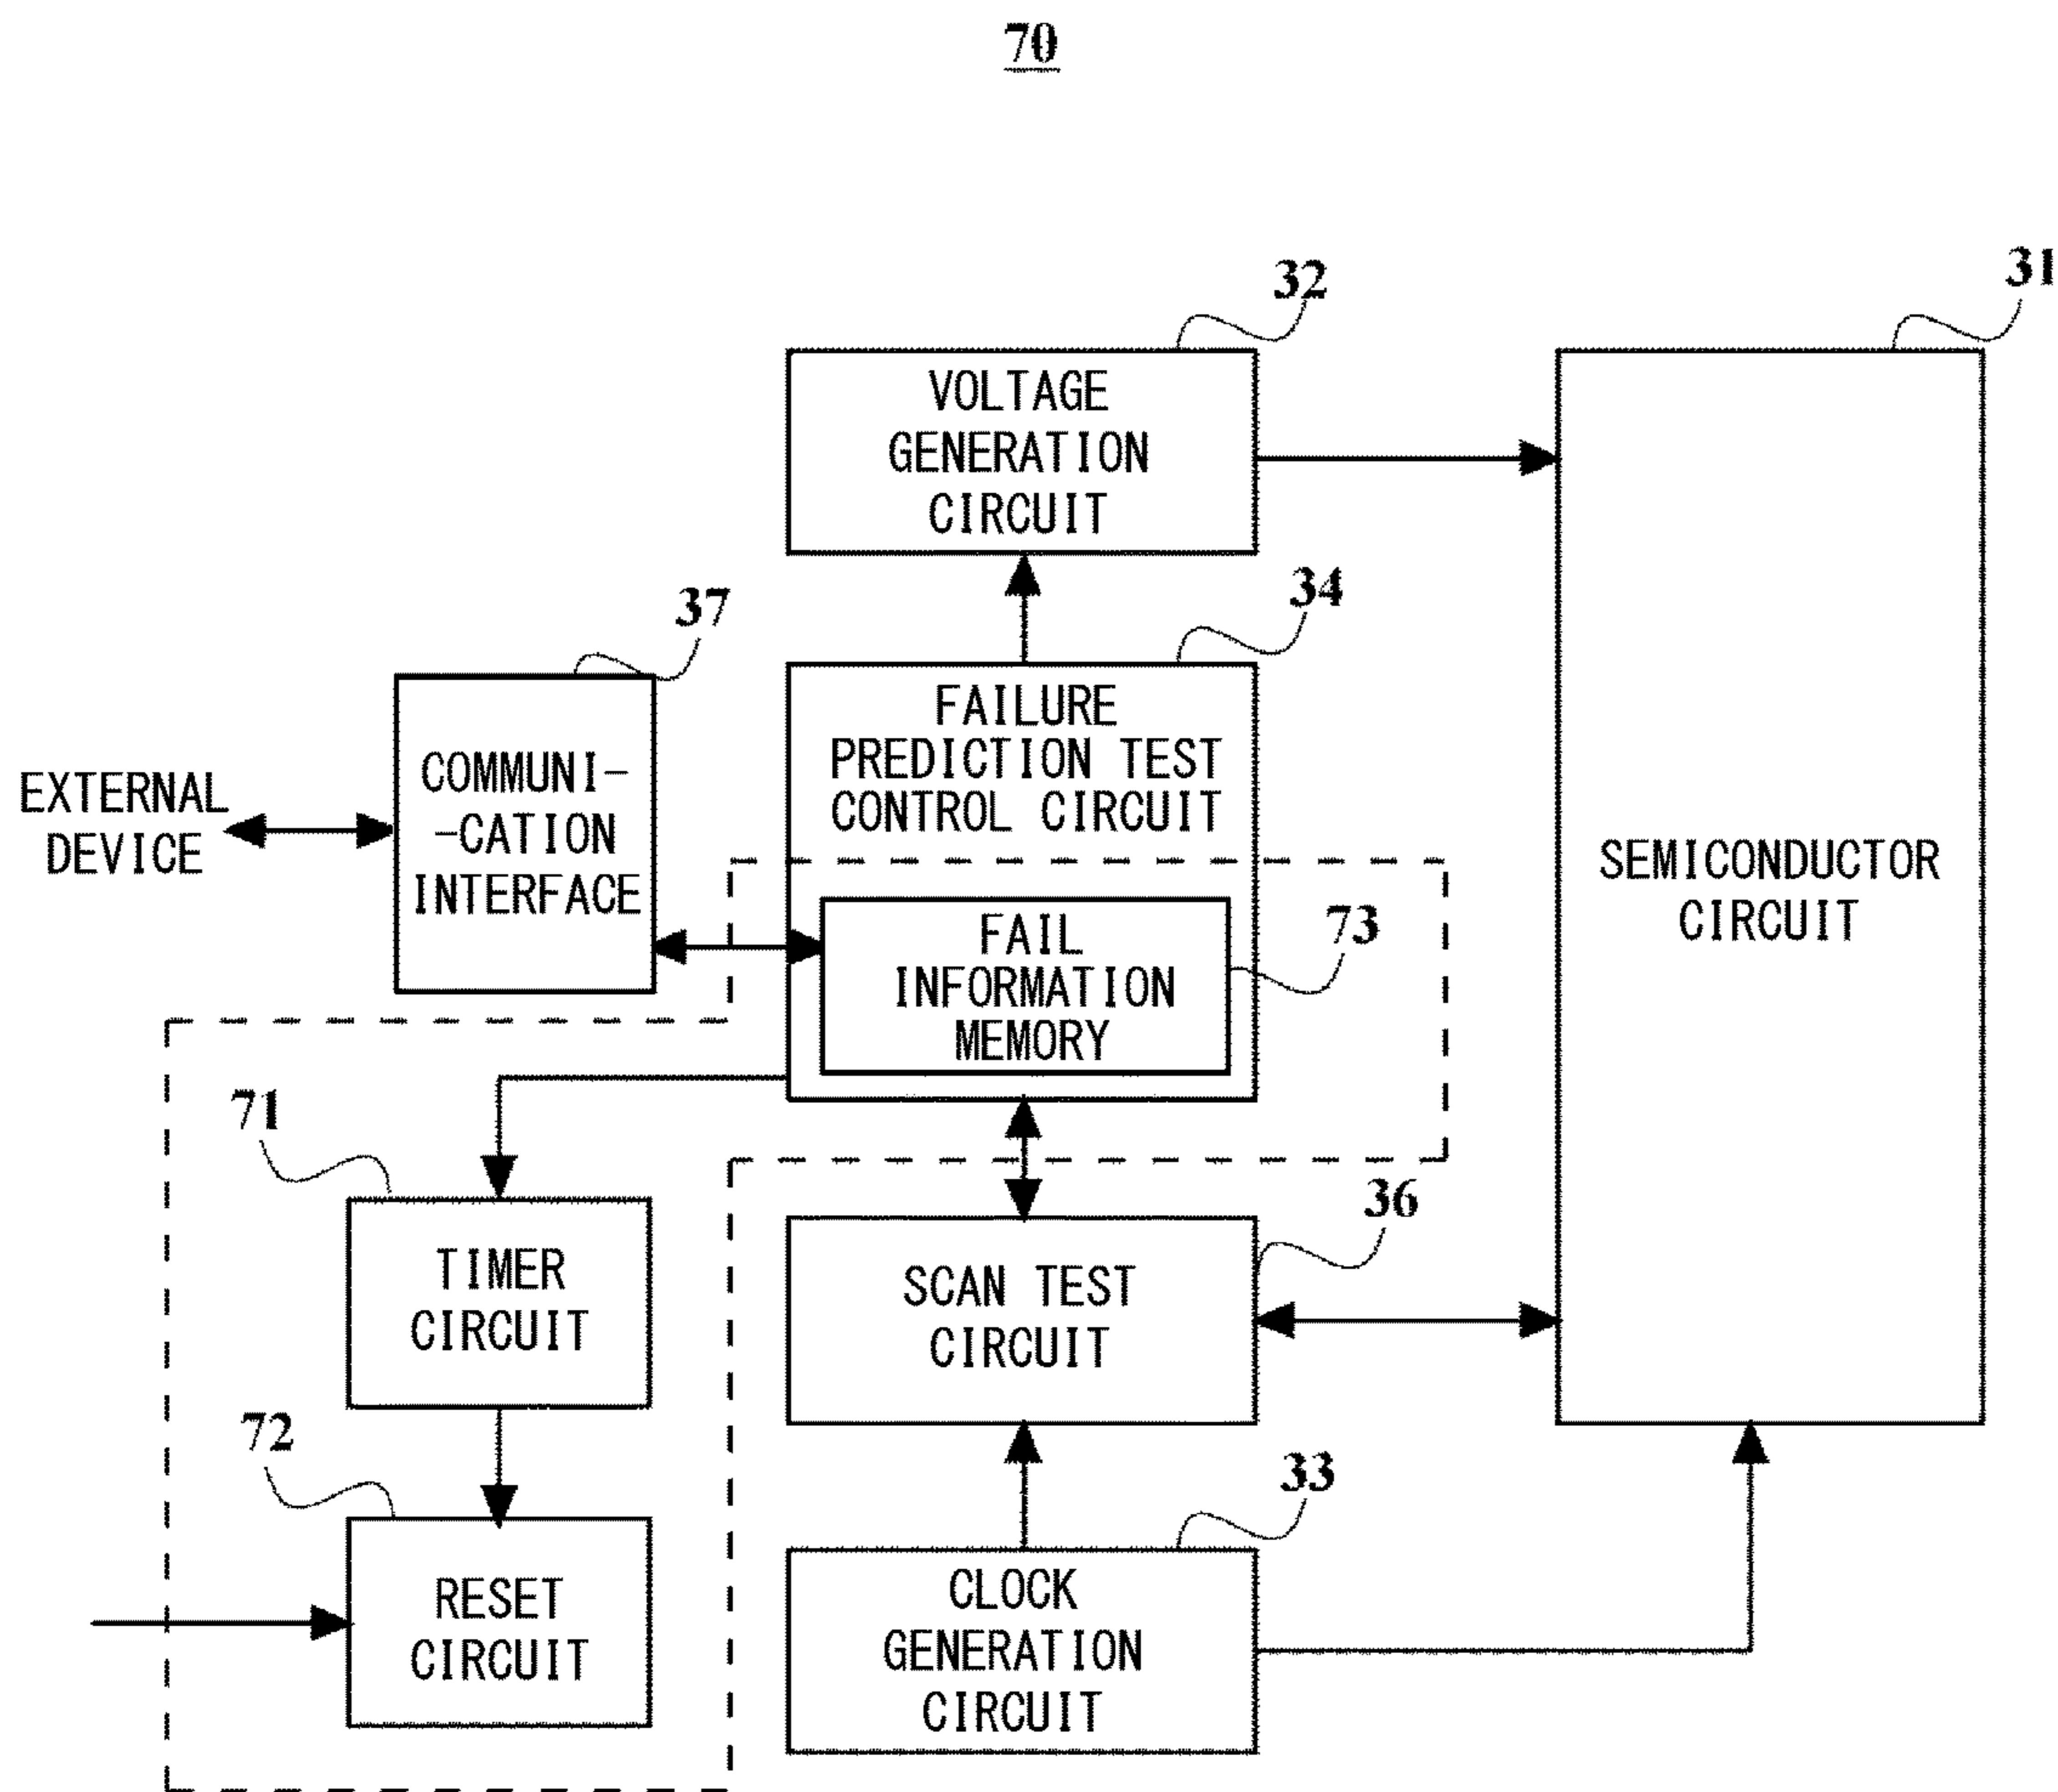 70
32
31
VOLTAGE
GENERATION
CIRCUIT
34
37
FAILURE
PREDICTION TEST
CONTROL CIRCUIT
COMMUNI-
-CATION
INTERFACE
EXTERNAL
DEVICE
SEMICONDUCTOR
CIRCUIT
73
FAIL
INFORMATION
MEMORY
71
36
TIMER
CIRCUIT
SCAN TEST
CIRCUIT
72
33
RESET
CIRCUIT
CLOCK
GENERATION
CIRCUIT